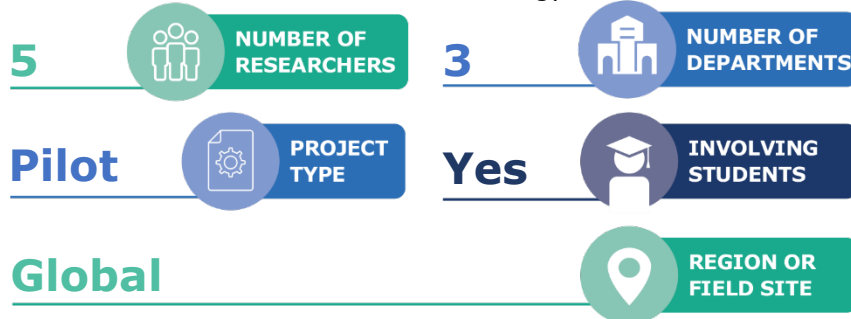 5
NUMBER OF
RESEARCHERS
3
NUMBER OF
DEPARTMENTS
Pilot
PROJECT
TYPE
Yes
INVOLVING
STUDENTS
Global
REGION OR
FIELD SITE